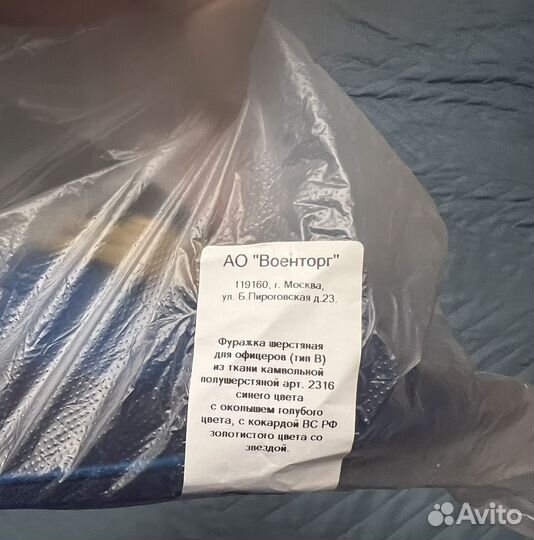 АО "Военторг"
119160, г. Москва,
ул. Б.Пироговская д.23.
Фуражка шерстяная
для офицеров (тип В)
из ткани камвольной
полушерстяной арт. 2316
синего цвета
с околышем голубого
цвета, с кокардой ВС РФ
золотистого цвета со
звездой.
Avito